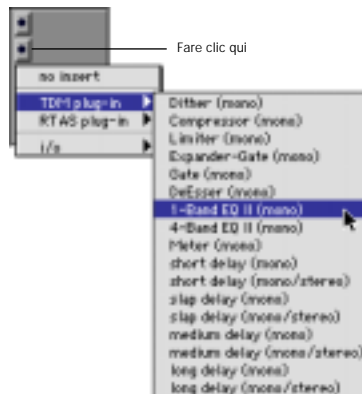 Fare clic qui
no insert
TDM plug-in
RTAS plug-in
i/o
Dither (mono)
Compressor (mono)
Limiter (mono)
Expander-Gate (mono)
Gate (mono)
DeEsser (mono)
1-Band EQ II (mono)
4-Band EQ II (mono)
Meter (mono)
short delay (mono)
short delay (mono/stereo)
slap delay (mono)
slap delay (mono/stereo)
medium delay (mono)
medium delay (mono/stereo)
long delay (mono)
long delay (mono/stereo)